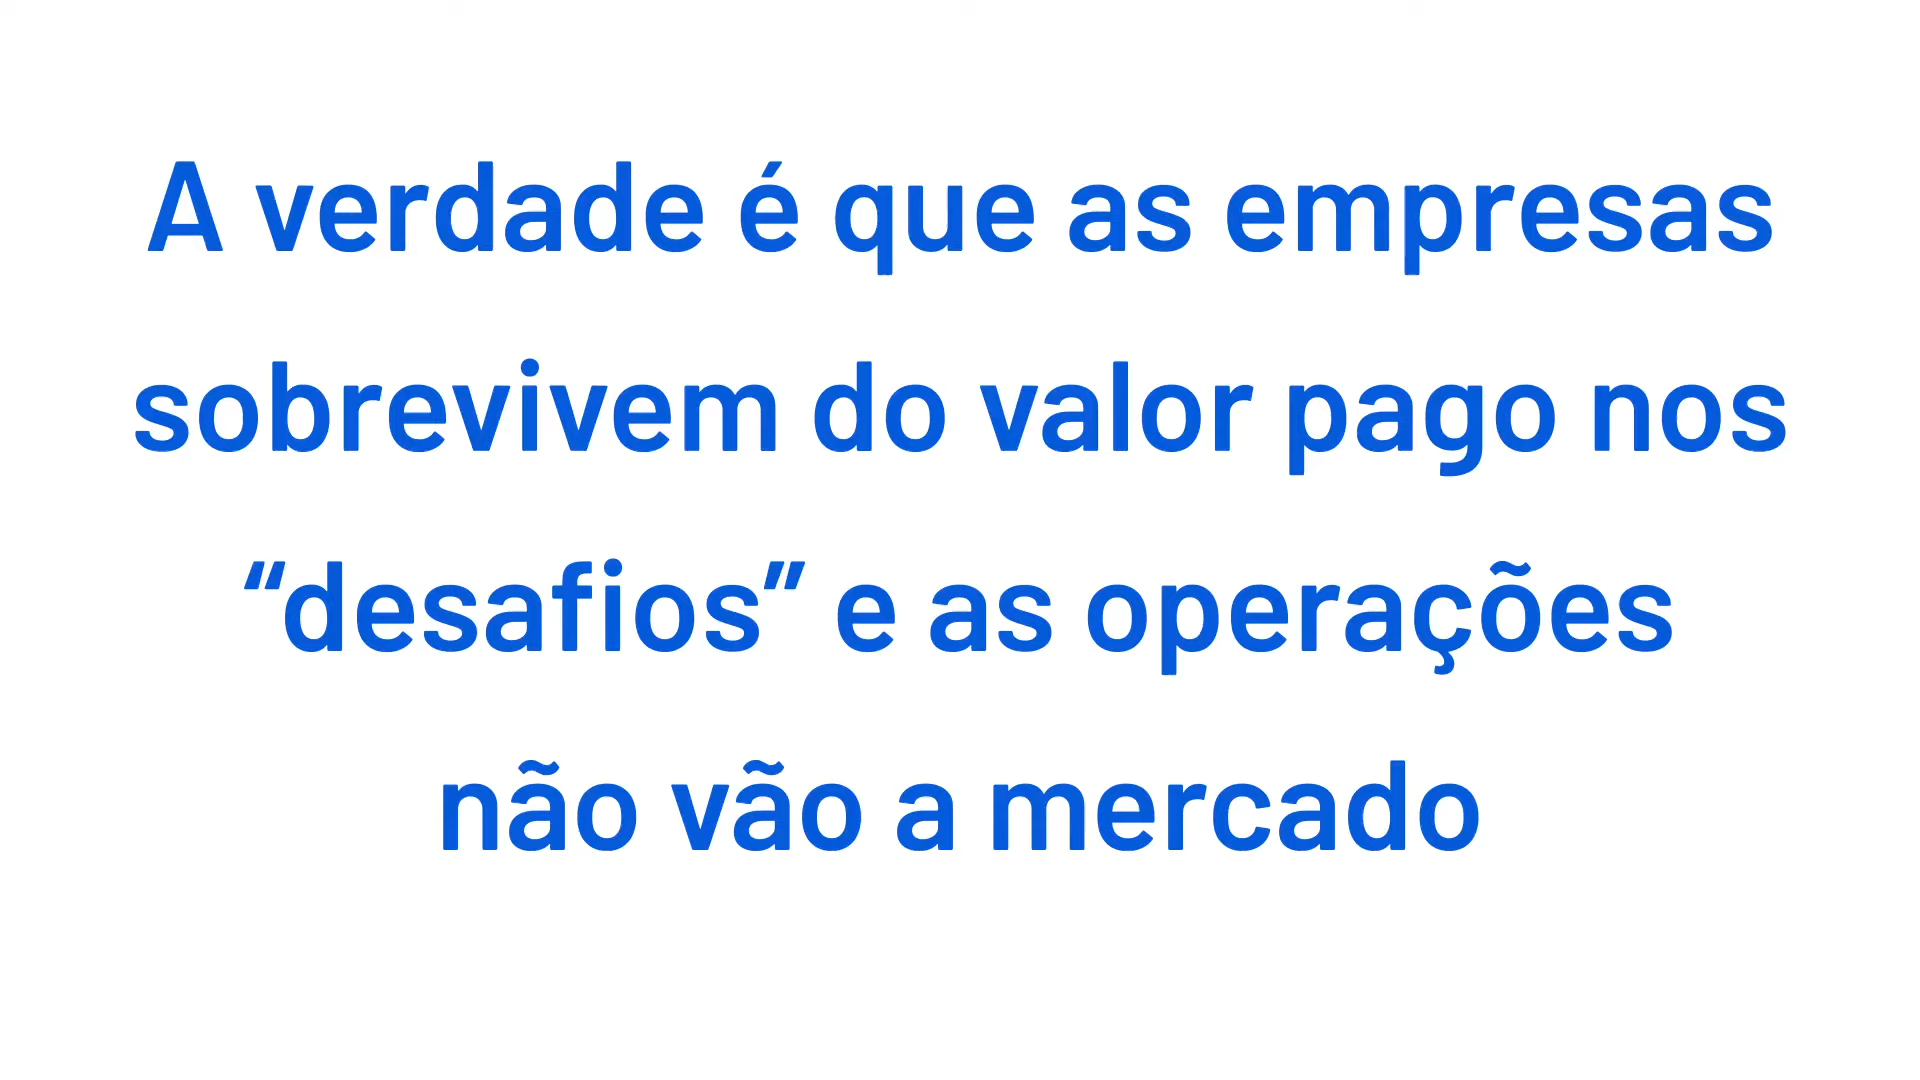 A verdade é que as empresas
sobrevivem do valor pago nos
“desafios” e as operações
não vão a mercado